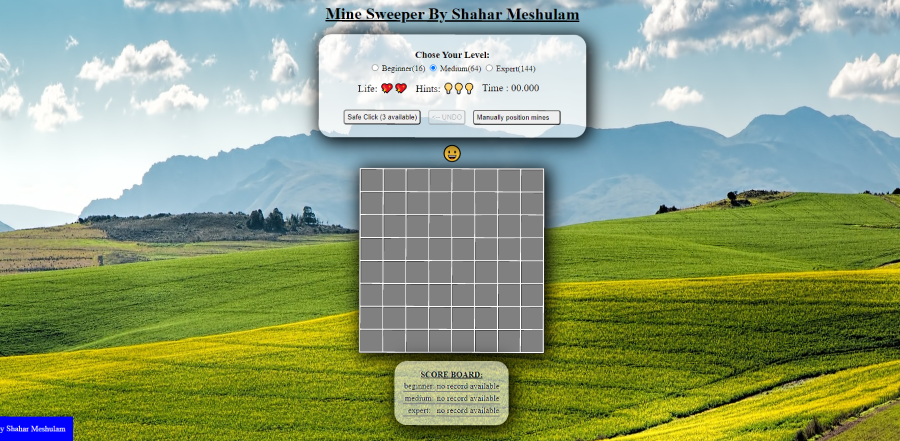 Mine Sweeper By Shahar Meshulam
Chose Your Level:
Beginner(16) Medium(64) Expert(144)
Life: Hints: Time : 00.000
Safe Click (3 available) <-- UNDO Manually position mines
SCORE BOARD:
beginner: no record available
medium: no record available
expert: no record available
y Shahar Meshulam